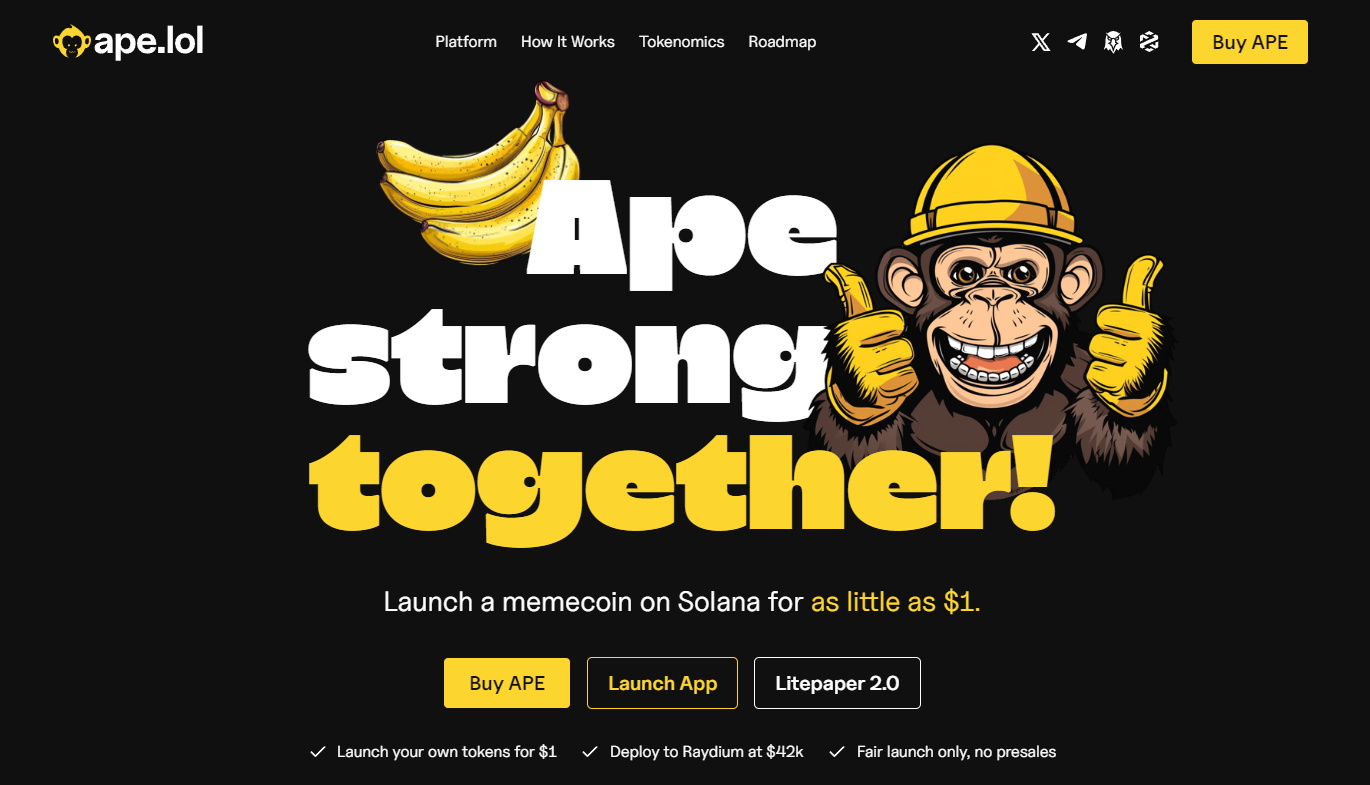 ape.lol
Platform How It Works Tokenomics Roadmap
Buy APE
Ape
strong
together!
Launch a memecoin on Solana for as little as $1.
Buy APE Launch App Litepaper 2.0
Launch your own tokens for $1 Deploy to Raydium at $42k Fair launch only, no presales